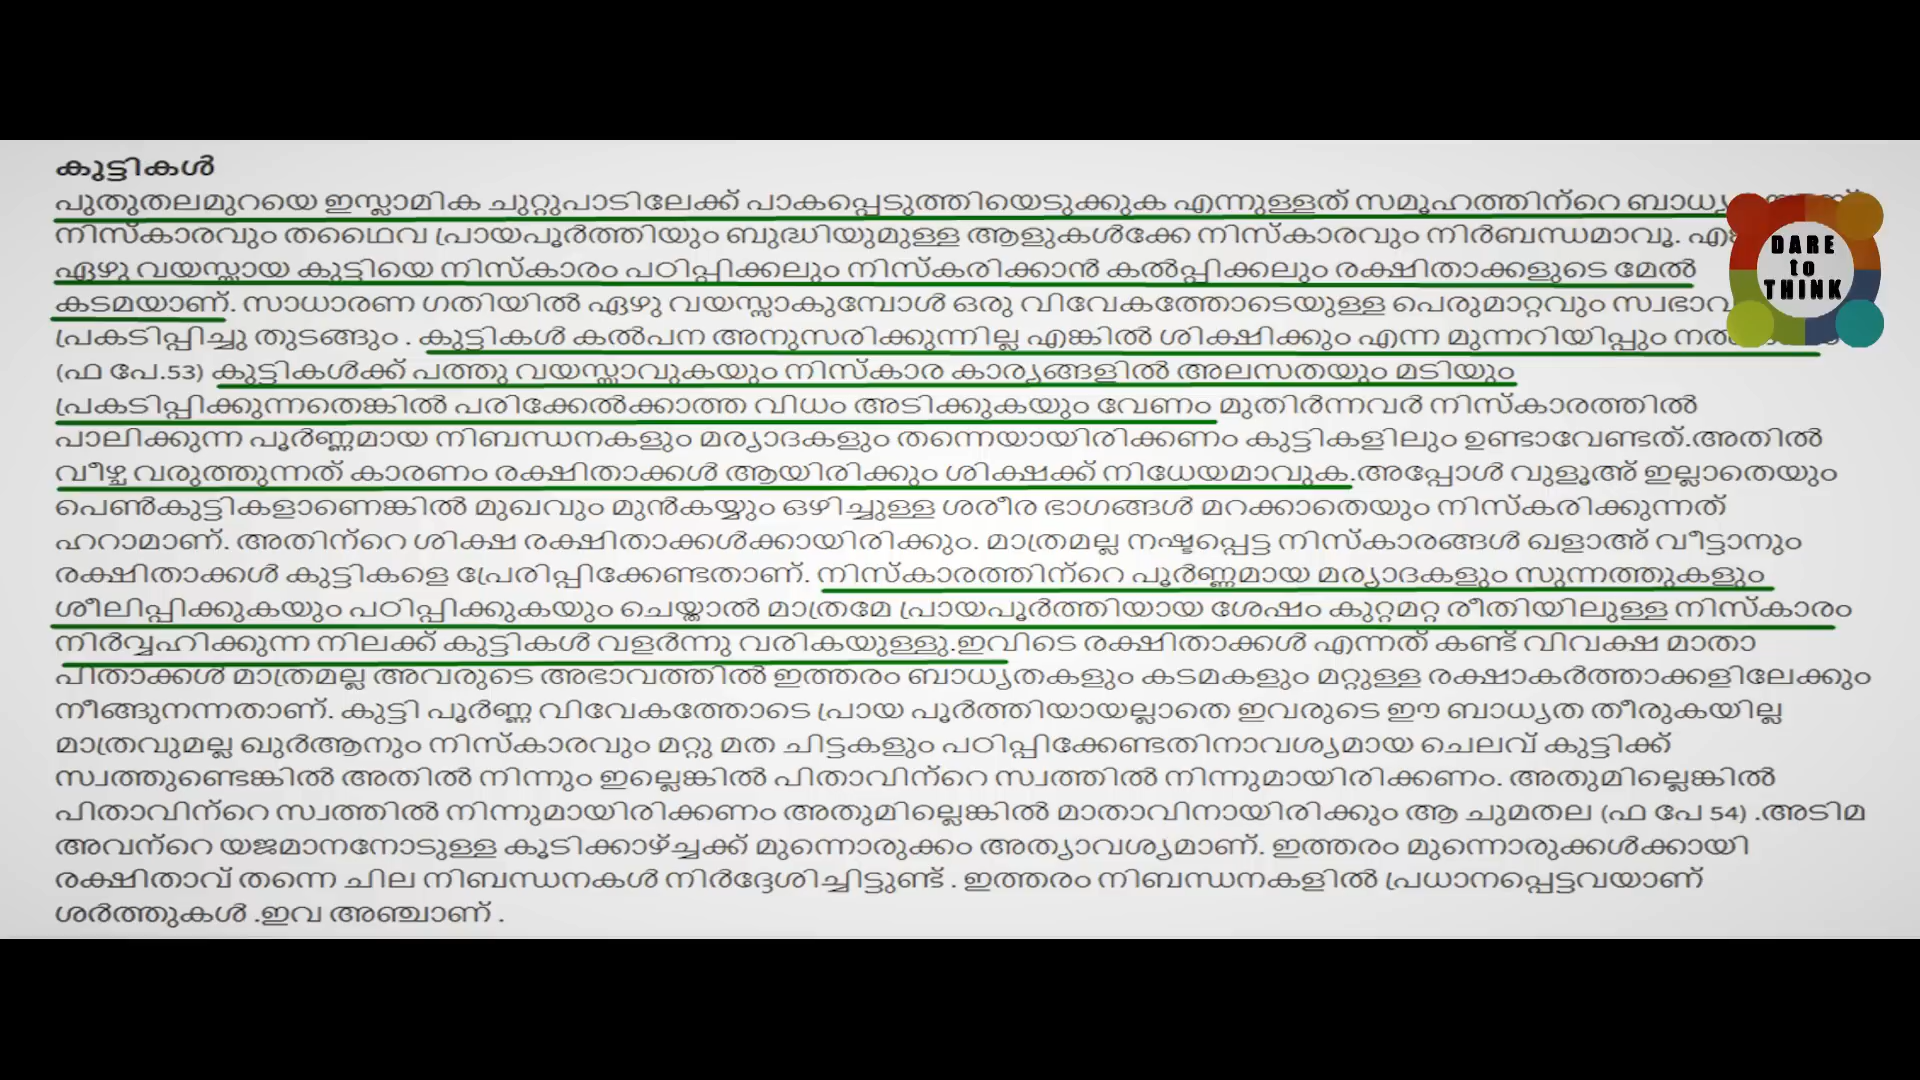 കുട്ടികൾ
പുതുതലമുറയെ ഇസ്ലാമിക ചുറ്റുപാടിലേക്ക് പാകപ്പെടുത്തിയെടുക്കുക എന്നുള്ളത് സമൂഹത്തിന്റെ
നിസ്കാരവും തഥൈവ പ്രായപൂർത്തിയും ബുദ്ധിയുമുള്ള ആളുകൾക്കേ നിസ്കാരവും നിർബന്ധമാവൂ.
ഏഴു വയസ്സായ കുട്ടിയെ നിസ്കാരം പഠിപ്പിക്കലും നിസ്കരിക്കാൻ കൽപ്പിക്കലും രക്ഷിതാക്കളുടെ മേൽ
കടമയാണ്. സാധാരണ ഗതിയിൽ ഏഴു വയസ്സാകുമ്പോൾ ഒരു വിവേകത്തോടെയുള്ള പെരുമാറ്റവും
പ്രകടിപ്പിച്ചു തുടങ്ങും . കുട്ടികൾ കൽപന അനുസരിക്കുന്നില്ല എങ്കിൽ ശിക്ഷിക്കും എന്ന മുന്നറിയിപ്പും
(ഫ പേ.53) കുട്ടികൾക്ക് പത്തു വയസ്സാവുകയും നിസ്കാര കാര്യങ്ങളിൽ അലസതയും മടിയും
പ്രകടിപ്പിക്കുന്നതെങ്കിൽ പരിക്കേൽക്കാത്ത വിധം അടിക്കുകയും വേണം മുതിർന്നവർ നിസ്കാരത്തിൽ
പാലിക്കുന്ന പൂർണ്ണമായ നിബന്ധനകളും മര്യാദകളും തന്നെയായിരിക്കണം കുട്ടികളിലും ഉണ്ടാവേണ്ടത്.അതിൽ
വീഴ്ച വരുത്തുന്നത് കാരണം രക്ഷിതാക്കൾ ആയിരിക്കും ശിക്ഷക്ക് നിധേയമാവുക.അപ്പോൾ വുളൂഅ് ഇല്ലാതെയും
പെൺകുട്ടികളാണെങ്കിൽ മുഖവും മുൻകയ്യും ഒഴിച്ചുള്ള ശരീര ഭാഗങ്ങൾ മറക്കാതെയും നിസ്കരിക്കുന്നത്
ഹറാമാണ്. അതിന്റെ ശിക്ഷ രക്ഷിതാക്കൾക്കായിരിക്കും. മാത്രമല്ല നഷ്ടപ്പെട്ട നിസ്കാരങ്ങൾ ഖളാഅ് വീട്ടാനും
രക്ഷിതാക്കൾ കുട്ടികളെ പ്രേരിപ്പിക്കേണ്ടതാണ്. നിസ്കാരത്തിന്റെ പൂർണ്ണമായ മര്യാദകളും സുന്നത്തുകളും
ശീലിപ്പിക്കുകയും പഠിപ്പിക്കുകയും ചെയ്താൽ മാത്രമേ പ്രായപൂർത്തിയായ ശേഷം കുറ്റമറ്റ രീതിയിലുള്ള നിസ്കാരം
നിർവ്വഹിക്കുന്ന നിലക്ക് കുട്ടികൾ വളർന്നു വരികയുള്ളു.ഇവിടെ രക്ഷിതാക്കൾ എന്നത് കണ്ട് വിവക്ഷ മാതാ
പിതാക്കൾ മാത്രമല്ല അവരുടെ അഭാവത്തിൽ ഇത്തരം ബാധ്യതകളും കടമകളും മറ്റുള്ള രക്ഷാകർത്താക്കളിലേക്കും
നീങ്ങുനന്നതാണ്. കുട്ടി പൂർണ്ണ വിവേകത്തോടെ പ്രായ പൂർത്തിയായല്ലാതെ ഇവരുടെ ഈ ബാധ്യത തീരുകയില്ല
മാത്രവുമല്ല ഖുർആനും നിസ്കാരവും മറ്റു മത ചിട്ടകളും പഠിപ്പിക്കേണ്ടതിനാവശ്യമായ ചെലവ് കുട്ടിക്ക്
സ്വത്തുണ്ടെങ്കിൽ അതിൽ നിന്നും ഇല്ലെങ്കിൽ പിതാവിന്റെ സ്വത്തിൽ നിന്നുമായിരിക്കണം. അതുമില്ലെങ്കിൽ
പിതാവിന്റെ സ്വത്തിൽ നിന്നുമായിരിക്കണം അതുമില്ലെങ്കിൽ മാതാവിനായിരിക്കും ആ ചുമതല (ഫ പേ 54) .അടിമ
അവന്റെ യജമാനനോടുള്ള കൂടിക്കാഴ്ച്ചക്ക് മുന്നൊരുക്കം അത്യാവശ്യമാണ്. ഇത്തരം മുന്നൊരുക്കൾക്കായി
രക്ഷിതാവ് തന്നെ ചില നിബന്ധനകൾ നിർദ്ദേശിച്ചിട്ടുണ്ട് . ഇത്തരം നിബന്ധനകളിൽ പ്രധാനപ്പെട്ടവയാണ്
ശർത്തുകൾ .ഇവ അഞ്ചാണ് .
DARE
to
THINK